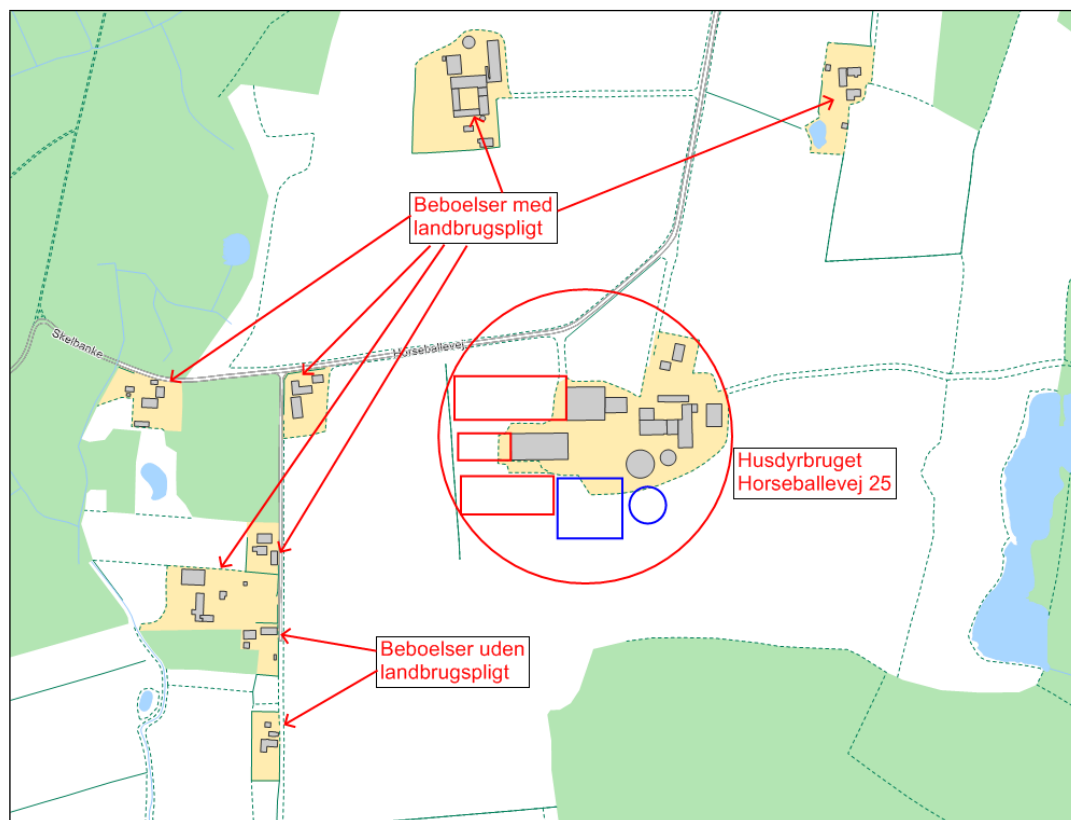 Beboelser med
landbrugspligt
Skelbanke
Horseballevej
Husdyrbruget
Horseballevej 25
Beboelser uden
landbrugspligt